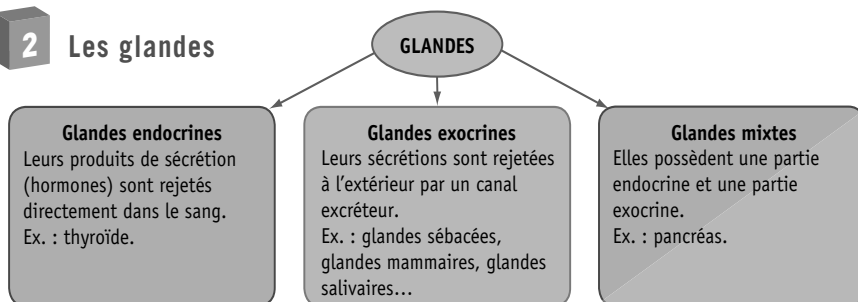 2 Les glandes
GLANDES
Glandes endocrines
Leurs produits de sécrétion
(hormones) sont rejetés
directement dans le sang.
Ex. : thyroïde.
Glandes exocrines
Leurs sécrétions sont rejetées
à l’extérieur par un canal
excréteur.
Ex. : glandes sébacées,
glandes mammaires, glandes
salivaires…
Glandes mixtes
Elles possèdent une partie
endocrine et une partie
exocrine.
Ex. : pancréas.